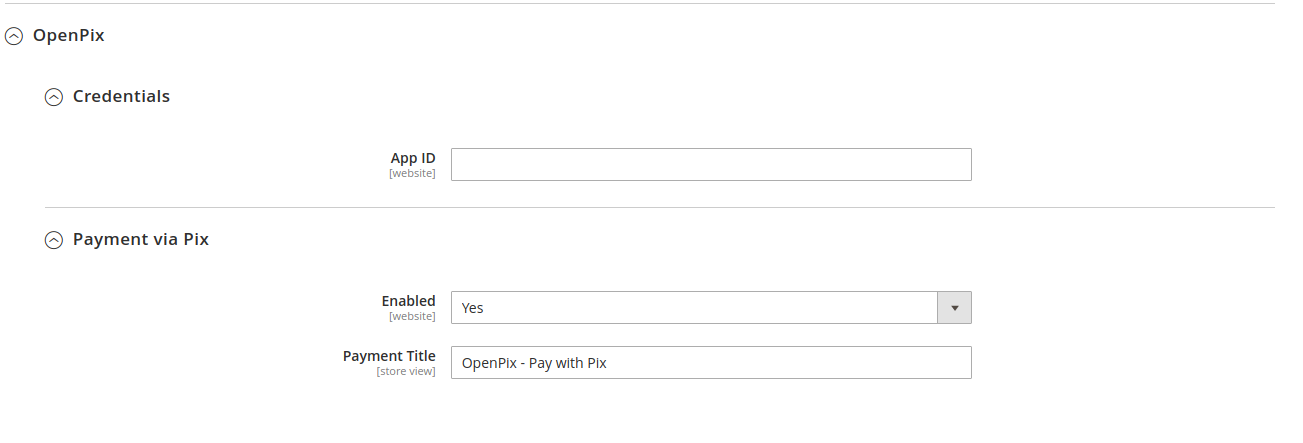 OpenPix
Credentials
App ID
[website]
Payment via Pix
Enabled
[website]
Yes
Payment Title
[store view]
OpenPix - Pay with Pix